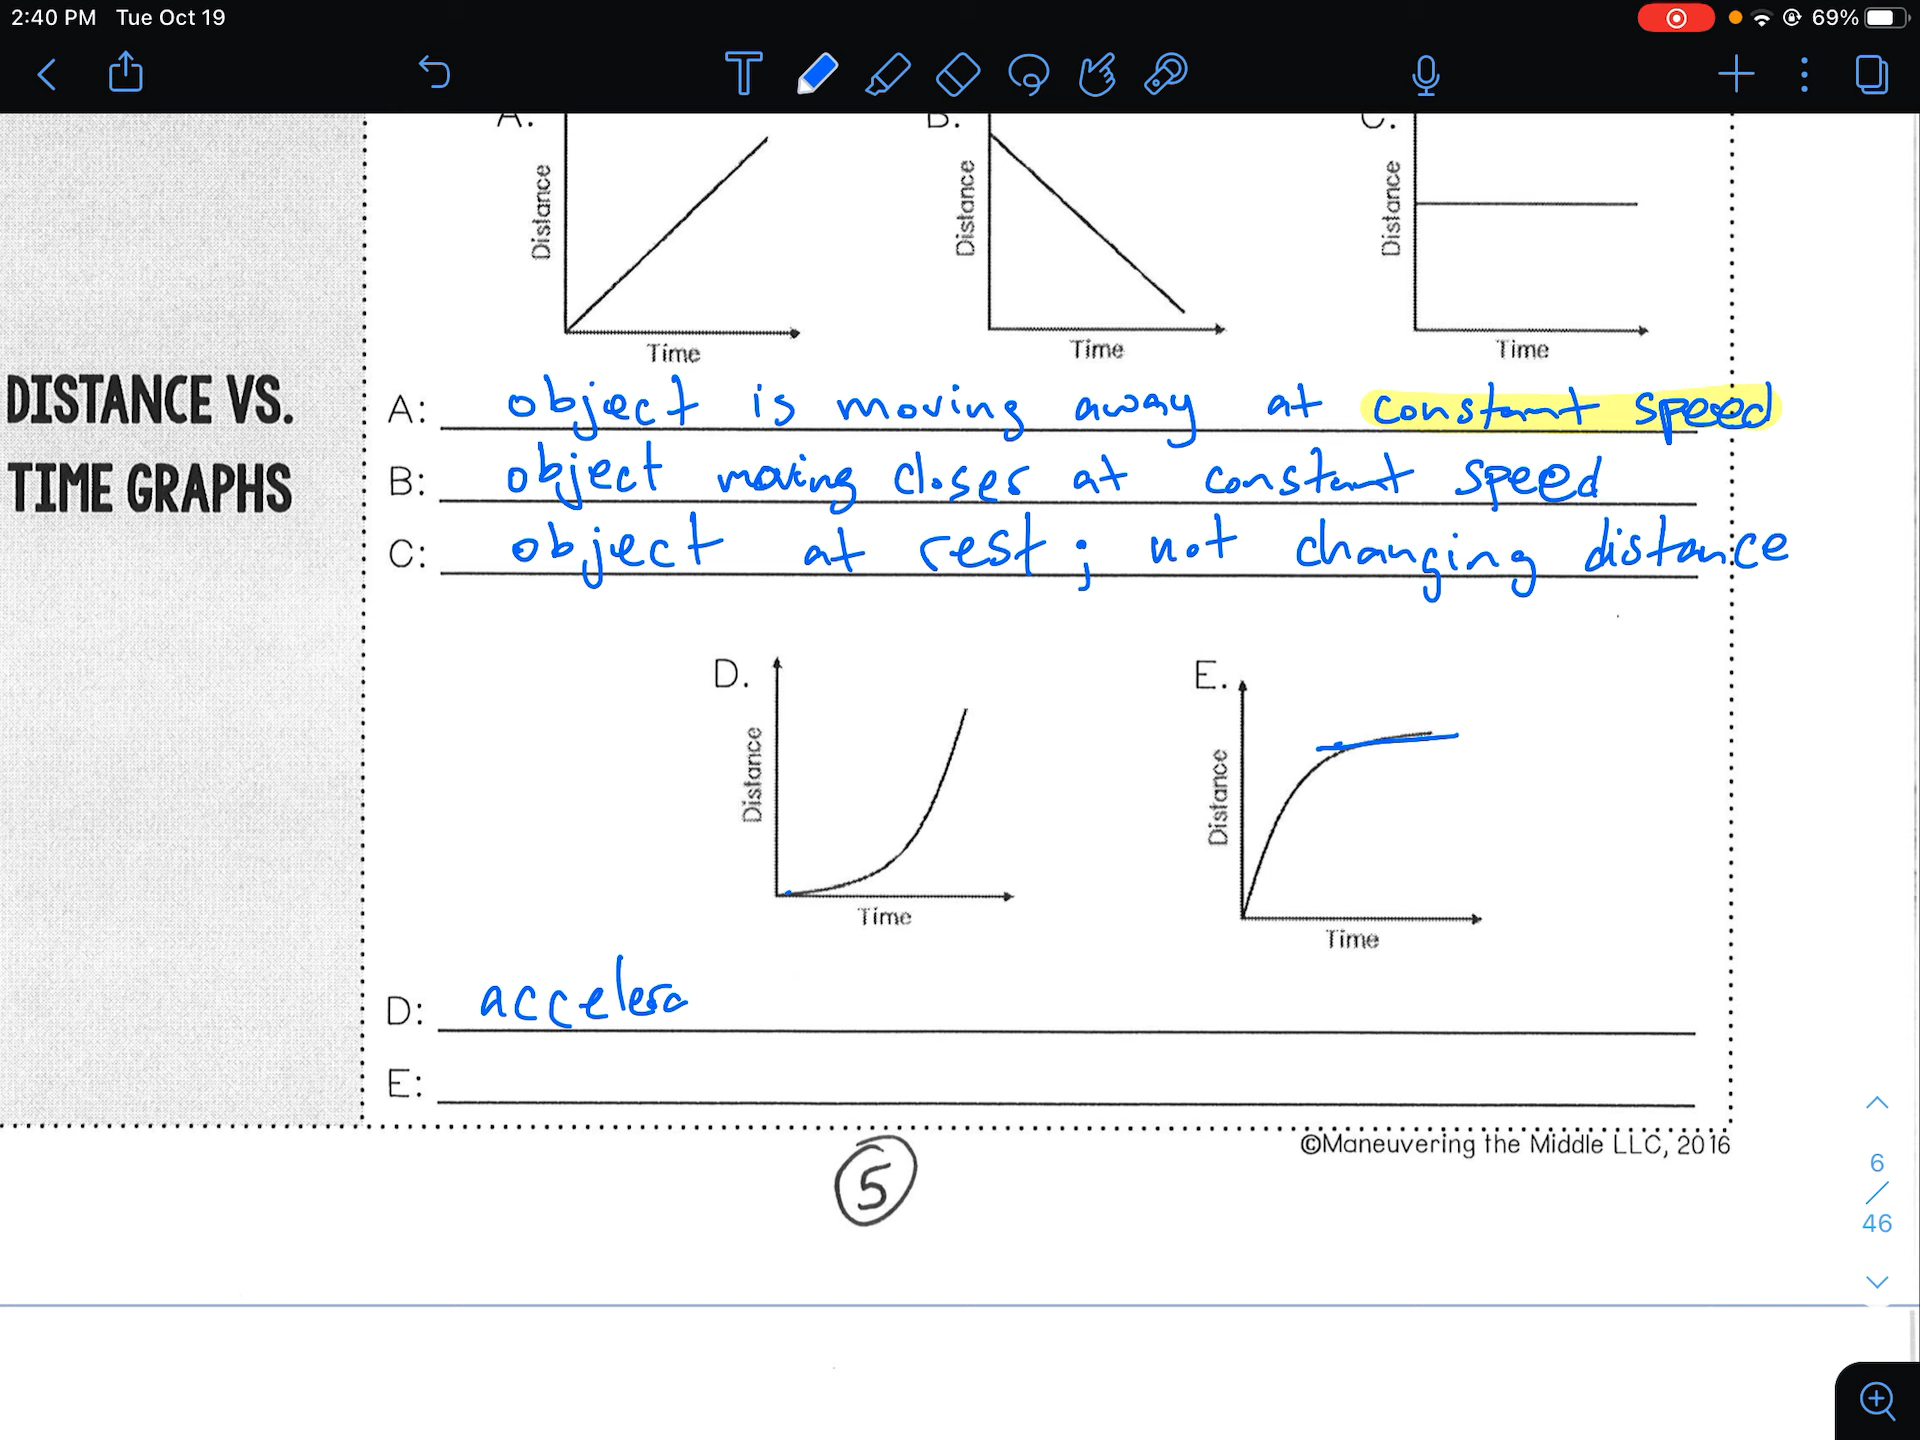 2:40 PM Tue Oct 19
69%
A.
B.
C.
Distance
Distance
Distance
Time
Time
Time
DISTANCE VS.
TIME GRAPHS
A: object is moving away at constant speed
B: object moving closer at constant speed
C: object at rest; not changing distance
D.
E.
Distance
Distance
Time
Time
D: accelera
E:
©Maneuvering the Middle LLC, 2016
5
6
/
46